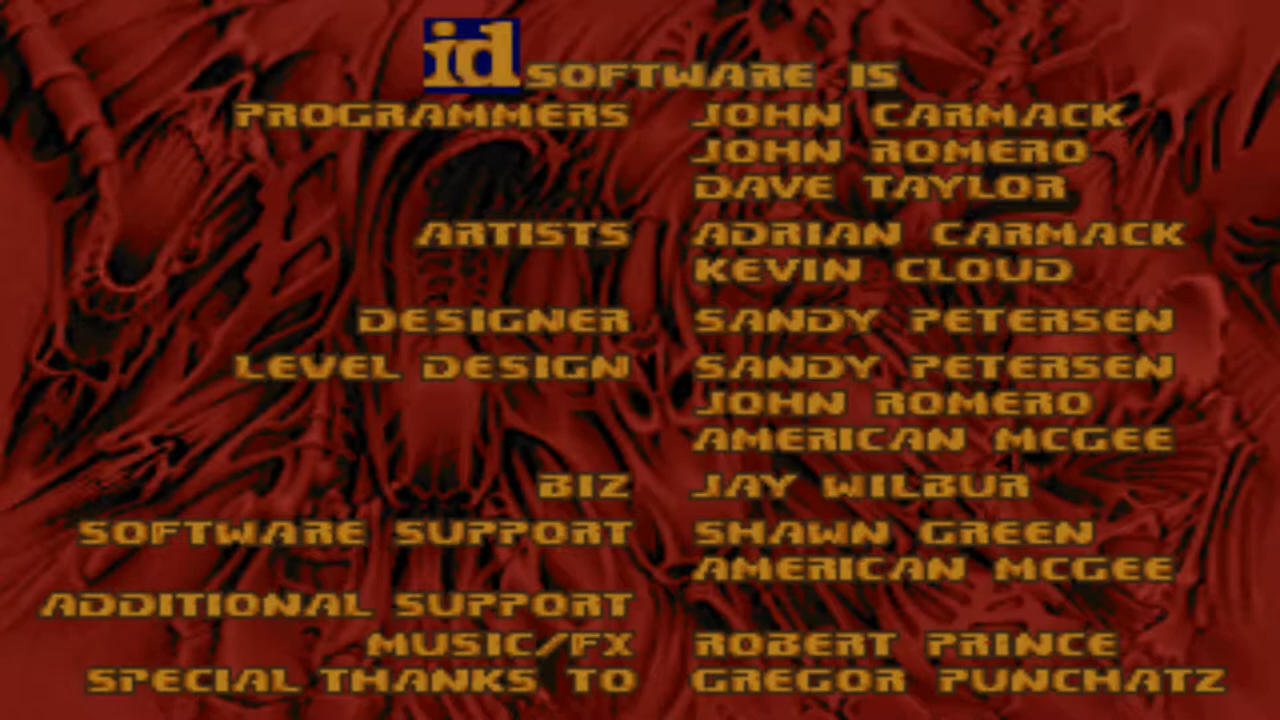 id SOFTWARE IS
PROGRAMMERS JOHN CARMACK
JOHN ROMERO
DAVE TAYLOR
ARTISTS ADRIAN CARMACK
KEVIN CLOUD
DESIGNER SANDY PETERSEN
LEVEL DESIGN SANDY PETERSEN
JOHN ROMERO
AMERICAN MCGEE
BIZ JAY WILBUR
SOFTWARE SUPPORT SHAWN GREEN
AMERICAN MCGEE
ADDITIONAL SUPPORT
MUSIC/FX ROBERT PRINCE
SPECIAL THANKS TO GREGOR PUNCHATZ